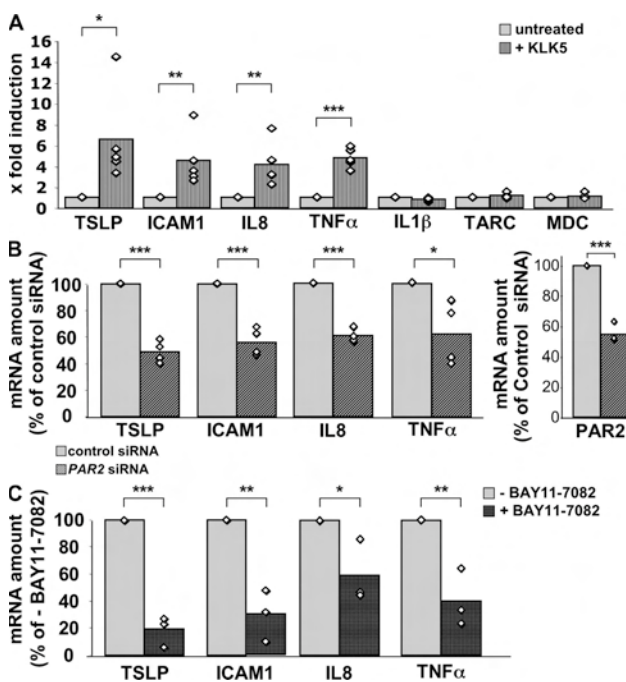 A
untreated
+ KLK5
x fold induction
16
14
12
10
8
6
4
2
0
*
**
**
***
TSLP
ICAM1
IL8
TNFα
IL1β
TARC
MDC
B
mRNA amount
(% of control siRNA)
100
80
60
40
20
0
***
***
***
*
TSLP
ICAM1
IL8
TNFα
control siRNA
PAR2 siRNA
mRNA amount
(% of Control siRNA)
100
80
60
40
20
0
***
PAR2
C
- BAY11-7082
+ BAY11-7082
mRNA amount
(% of - BAY11-7082)
100
80
60
40
20
0
***
**
*
**
TSLP
ICAM1
IL8
TNFα